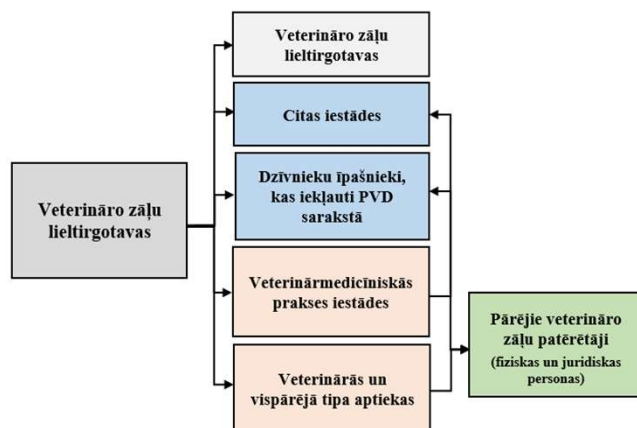 Veterināro zāļu
lieltirgotavas
Veterināro zāļu
lieltirgotavas
Citas iestādes
Dzīvnieku īpašnieki,
kas iekļauti PVD
sarakstā
Veterinārmedicīniskās
prakses iestādes
Veterinārās un
vispārējā tipa aptiekas
Pārējie veterināro
zāļu patērētāji
(fiziskas un juridiskas
personas)